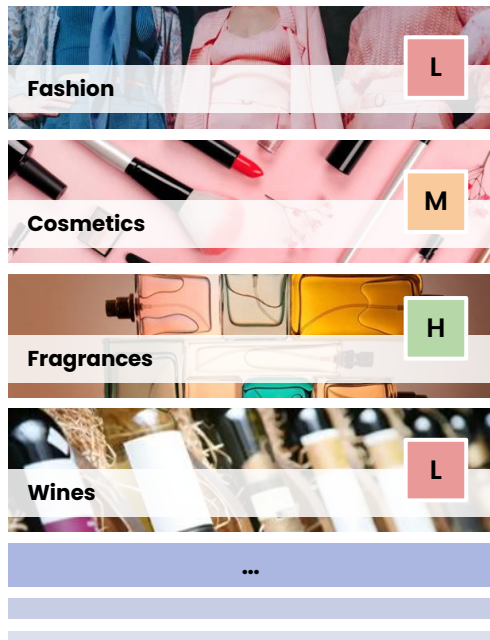 Fashion
L
Cosmetics
M
Fragrances
H
Wines
L
...